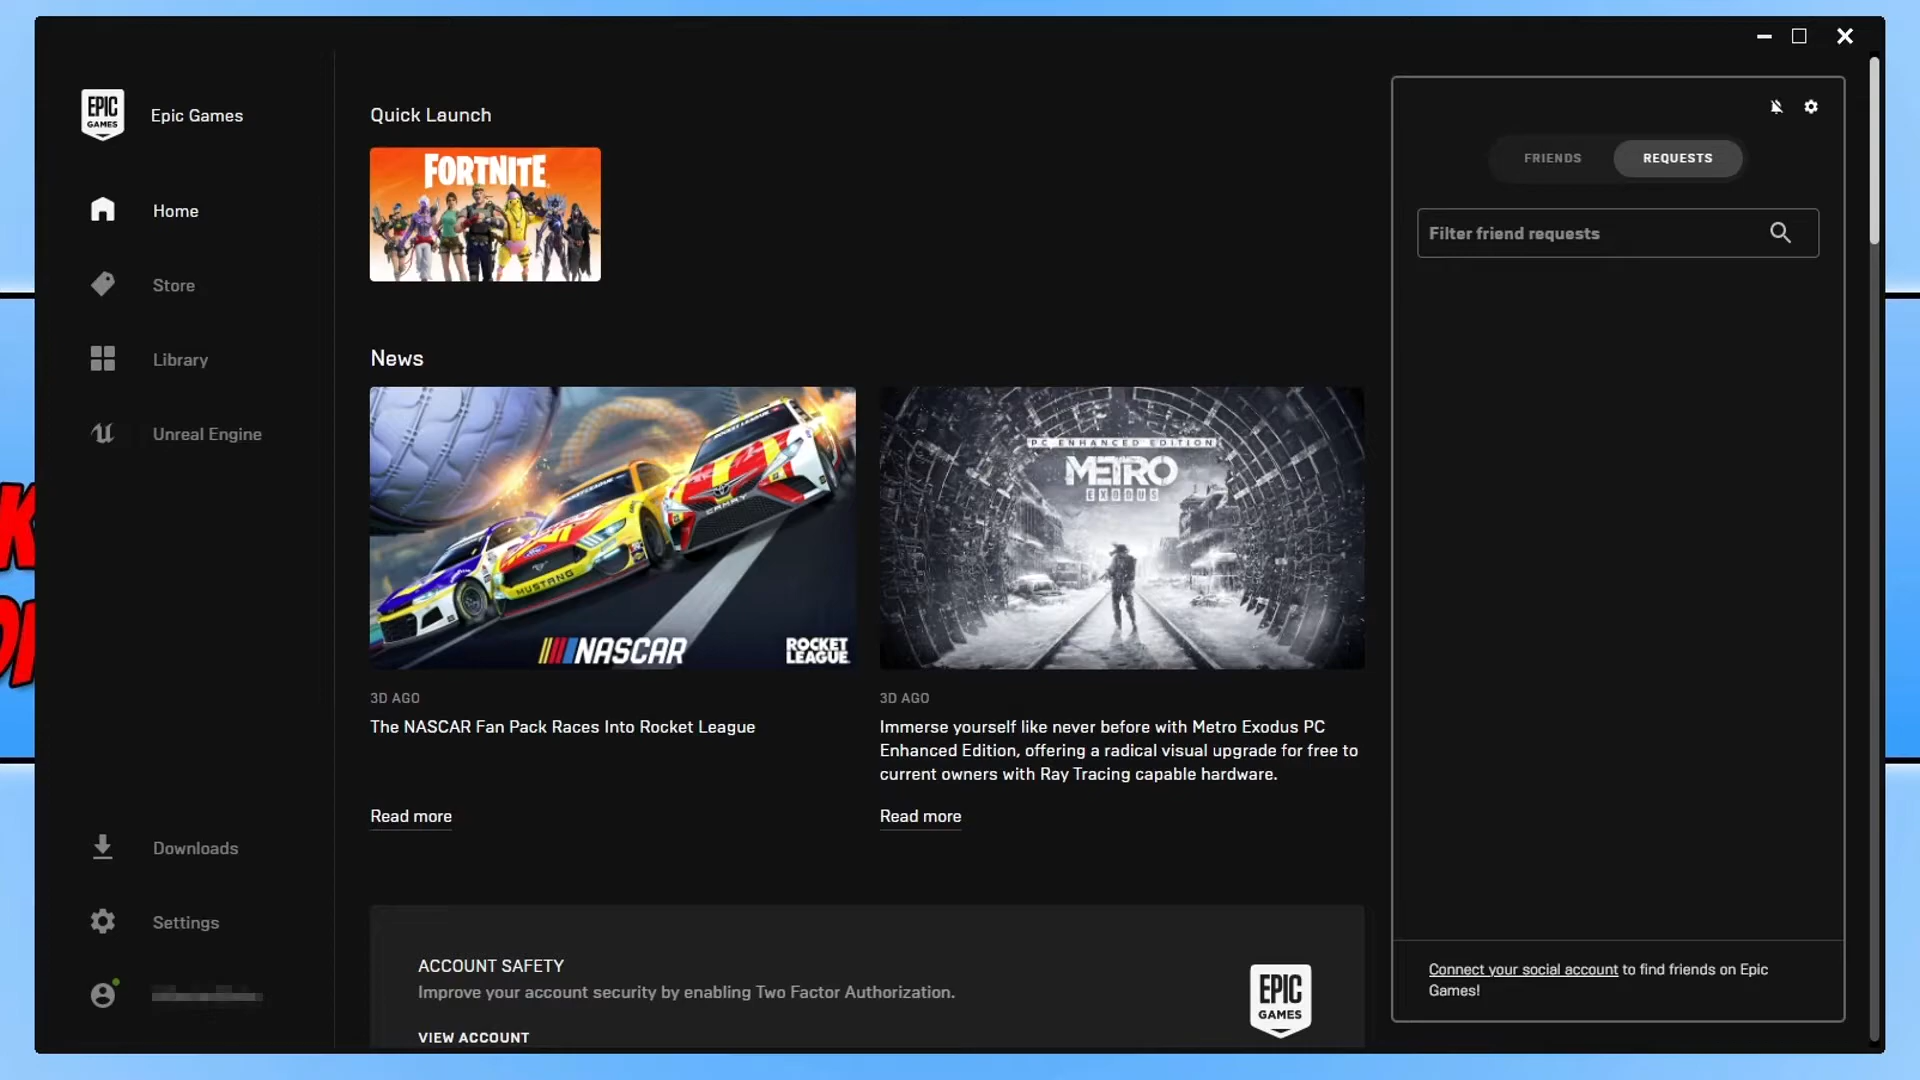 EPIC
GAMES
Epic Games
Home
Store
Library
Unreal Engine
Downloads
Settings
Quick Launch
FORTNITE
News
MUSTANG
CAMRY
NASCAR
ROCKET
LEAGUE
3D AGO
The NASCAR Fan Pack Races Into Rocket League
Read more
PC ENHANCED EDITION
METRO
EXODUS
3D AGO
Immerse yourself like never before with Metro Exodus PC
Enhanced Edition, offering a radical visual upgrade for free to
current owners with Ray Tracing capable hardware.
Read more
ACCOUNT SAFETY
Improve your account security by enabling Two Factor Authorization.
VIEW ACCOUNT
EPIC
GAMES
FRIENDS
REQUESTS
Filter friend requests
Connect your social account to find friends on Epic
Games!